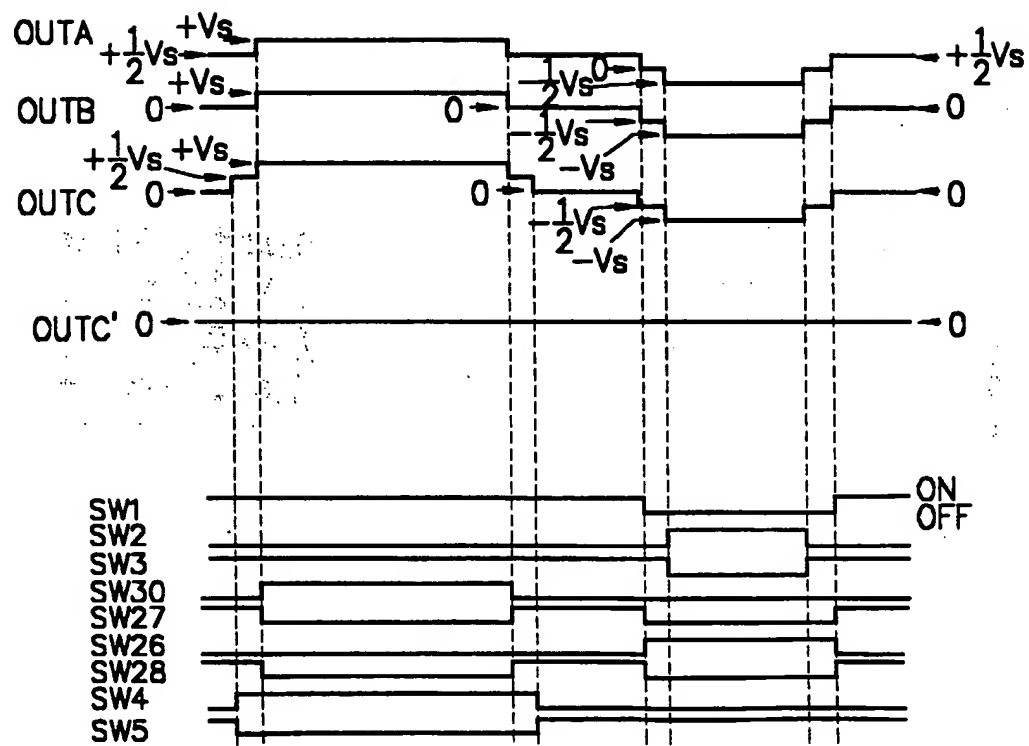 OUTA +Vs
+1/2Vs 0 +1/2Vs
+Vs -1/2Vs
OUTB 0 0 0
-1/2Vs
+1/2Vs +Vs -Vs
OUTC 0 0 0
-1/2Vs
-Vs
OUTC' 0 0
SW1 ON
OFF
SW2
SW3
SW30
SW27
SW26
SW28
SW4
SW5